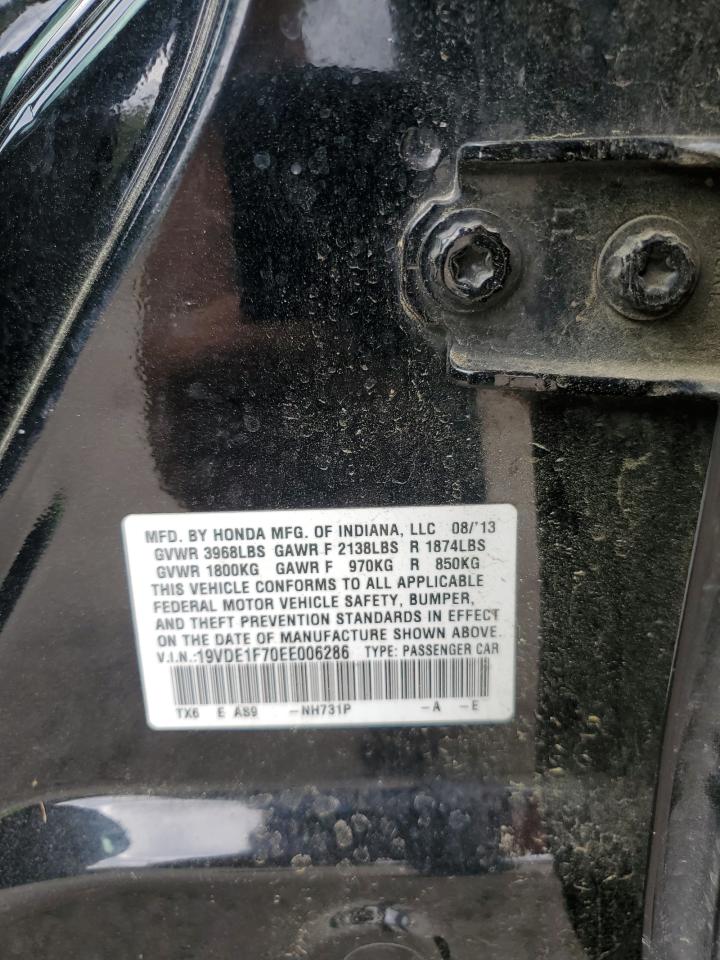 MFD. BY HONDA MFG. OF INDIANA, LLC 08/'13
GVWR 3968LBS GAWR F 2138LBS R 1874LBS
GVWR 1800KG GAWR F 970KG R 850KG
THIS VEHICLE CONFORMS TO ALL APPLICABLE
FEDERAL MOTOR VEHICLE SAFETY, BUMPER,
AND THEFT PREVENTION STANDARDS IN EFFECT
ON THE DATE OF MANUFACTURE SHOWN ABOVE.
V.I.N.:19VDE1F70EE006286 TYPE: PASSENGER CAR
TX6 E AS9 -NH731P -A -E